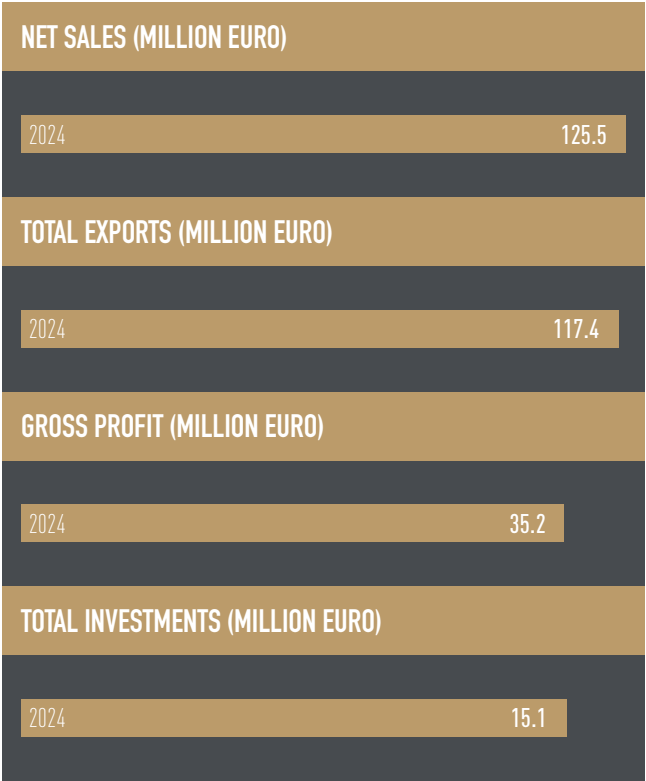 NET SALES (MILLION EURO)
2024 125.5
TOTAL EXPORTS (MILLION EURO)
2024 117.4
GROSS PROFIT (MILLION EURO)
2024 35.2
TOTAL INVESTMENTS (MILLION EURO)
2024 15.1